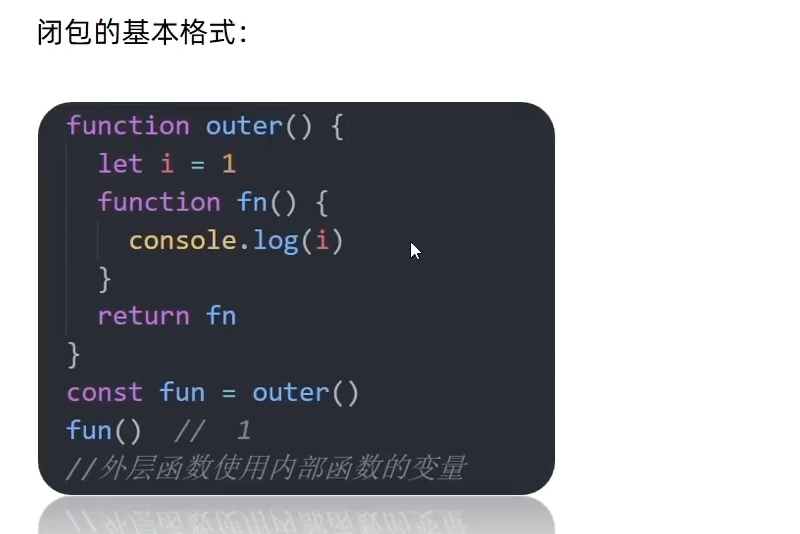 闭包的基本格式：
function outer() {
  let i = 1
  function fn() {
    console.log(i)
  }
  return fn
}
const fun = outer()
fun()  //  1
//外层函数使用内部函数的变量